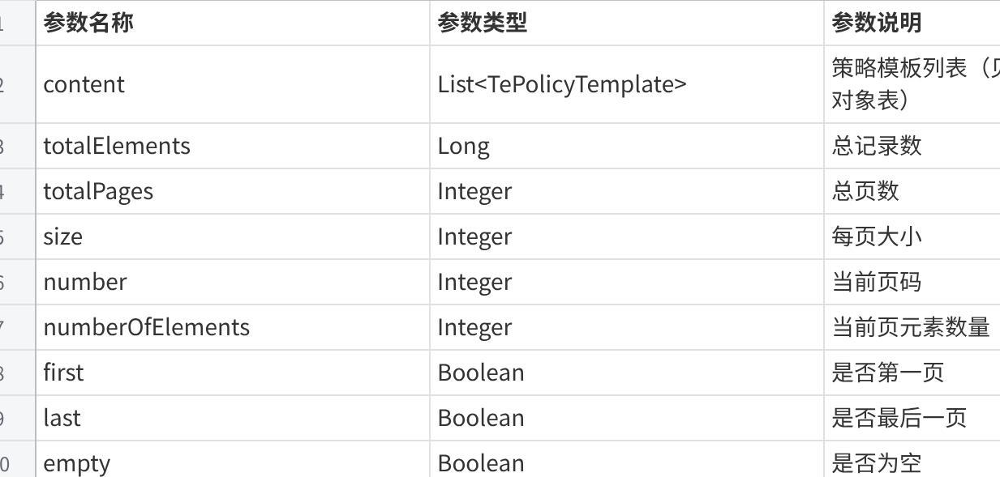 1 参数名称 参数类型 参数说明
2 content List<TePolicyTemplate> 策略模板列表（
对象表）
3 totalElements Long 总记录数
4 totalPages Integer 总页数
5 size Integer 每页大小
6 number Integer 当前页码
7 numberOfElements Integer 当前页元素数量
8 first Boolean 是否第一页
9 last Boolean 是否最后一页
0 empty Boolean 是否为空